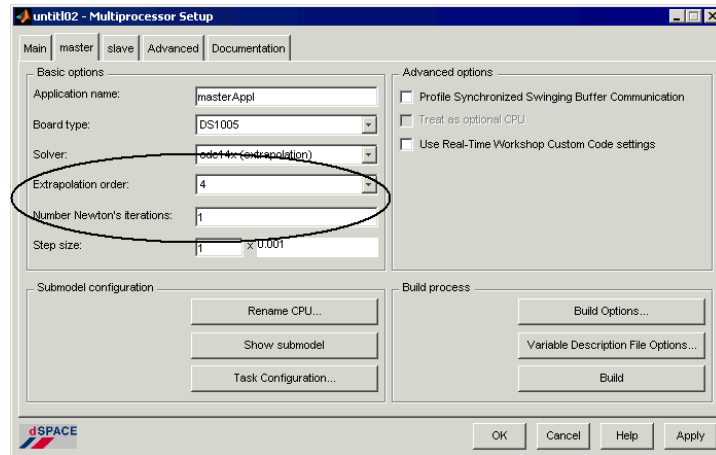 untitl02 - Multiprocessor Setup
Main master slave Advanced Documentation
Basic options
Application name: masterAppl
Board type: DS1005
Solver: ode14x (extrapolation)
Extrapolation order: 4
Number Newton's iterations: 1
Step size: 1 x 0.001
Advanced options
Profile Synchronized Swinging Buffer Communication
Treat as optional CPU
Use Real-Time Workshop Custom Code settings
Submodel configuration
Rename CPU...
Show submodel
Task Configuration...
Build process
Build Options...
Variable Description File Options...
Build
dSPACE
OK Cancel Help Apply